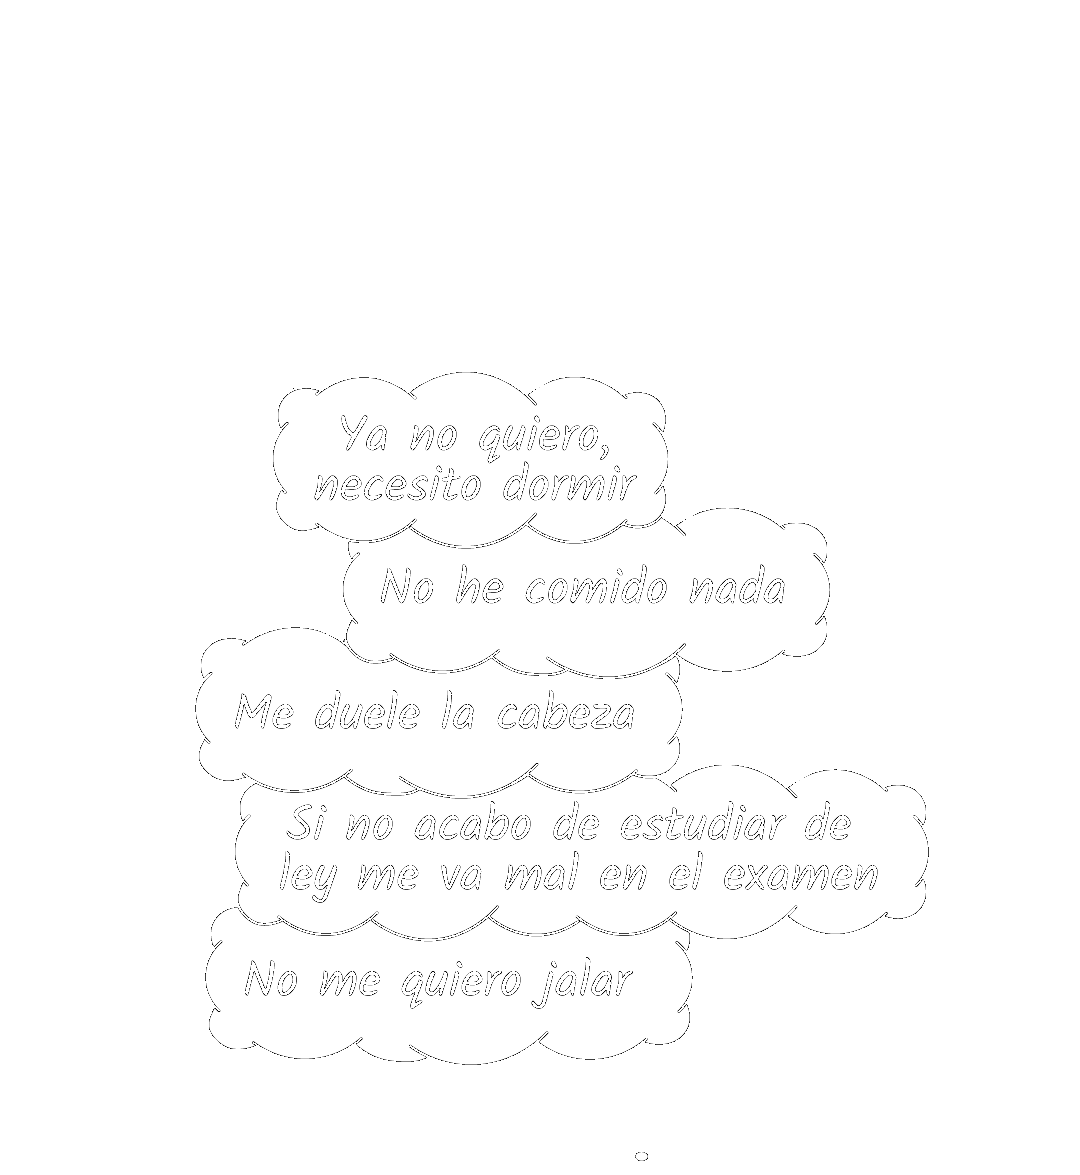 Ya no quiero,
necesito dormir
No he comido nada
Me duele la cabeza
Si no acabo de estudiar de
ley me va mal en el examen
No me quiero jalar